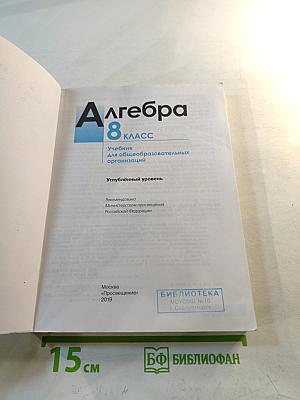 Алгебра
8 КЛАСС
Учебник
для общеобразовательных
организаций
Углублённый уровень
Рекомендовано
Министерством просвещения
Российской Федерации
Москва
«Просвещение»
2019
БИБЛИОТЕКА
15 см
БФ БИБЛИОФАН